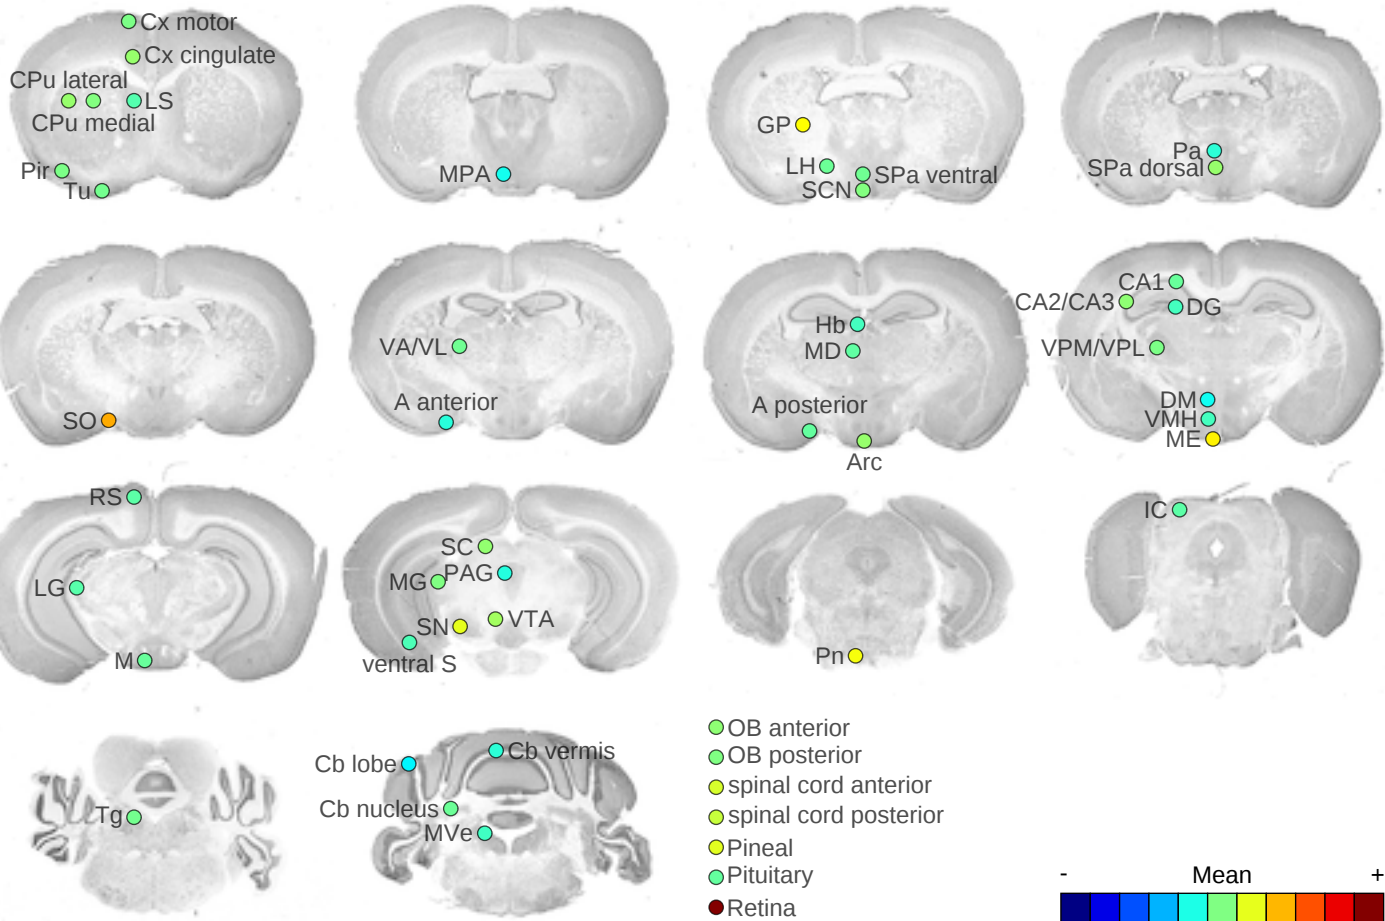 Cx motor
Cx cingulate
CPu lateral
LS
CPu medial
Pir
Tu
MPA
GP
LH
SPa ventral
SCN
Pa
SPa dorsal
SO
VA/VL
A anterior
Hb
MD
A posterior
Arc
CA1
CA2/CA3
DG
VPM/VPL
DM
VMH
ME
RS
LG
M
SC
MG
PAG
SN
VTA
ventral S
Pn
IC
Tg
Cb lobe
Cb vermis
Cb nucleus
MVe
OB anterior
OB posterior
spinal cord anterior
spinal cord posterior
Pineal
Pituitary
Retina
- Mean +